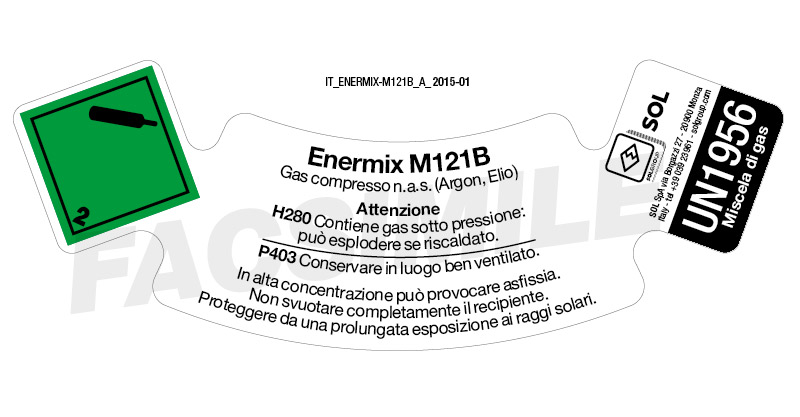 IT_ENERMIX-M121B_A_ 2015-01
2
Enermix M121B
Gas compresso n.a.s. (Argon, Elio)
Attenzione
H280 Contiene gas sotto pressione:
può esplodere se riscaldato.
P403 Conservare in luogo ben ventilato.
In alta concentrazione può provocare asfissia.
Non svuotare completamente il recipiente.
Proteggere da una prolungata esposizione ai raggi solari.
FACSIMILE
SOL
SOLGROUP
SOL SpA via Borgazzi 27 - 20900 Monza
Italy - tel +39 039 23961 - solgroup.com
UN1956
Miscela di gas